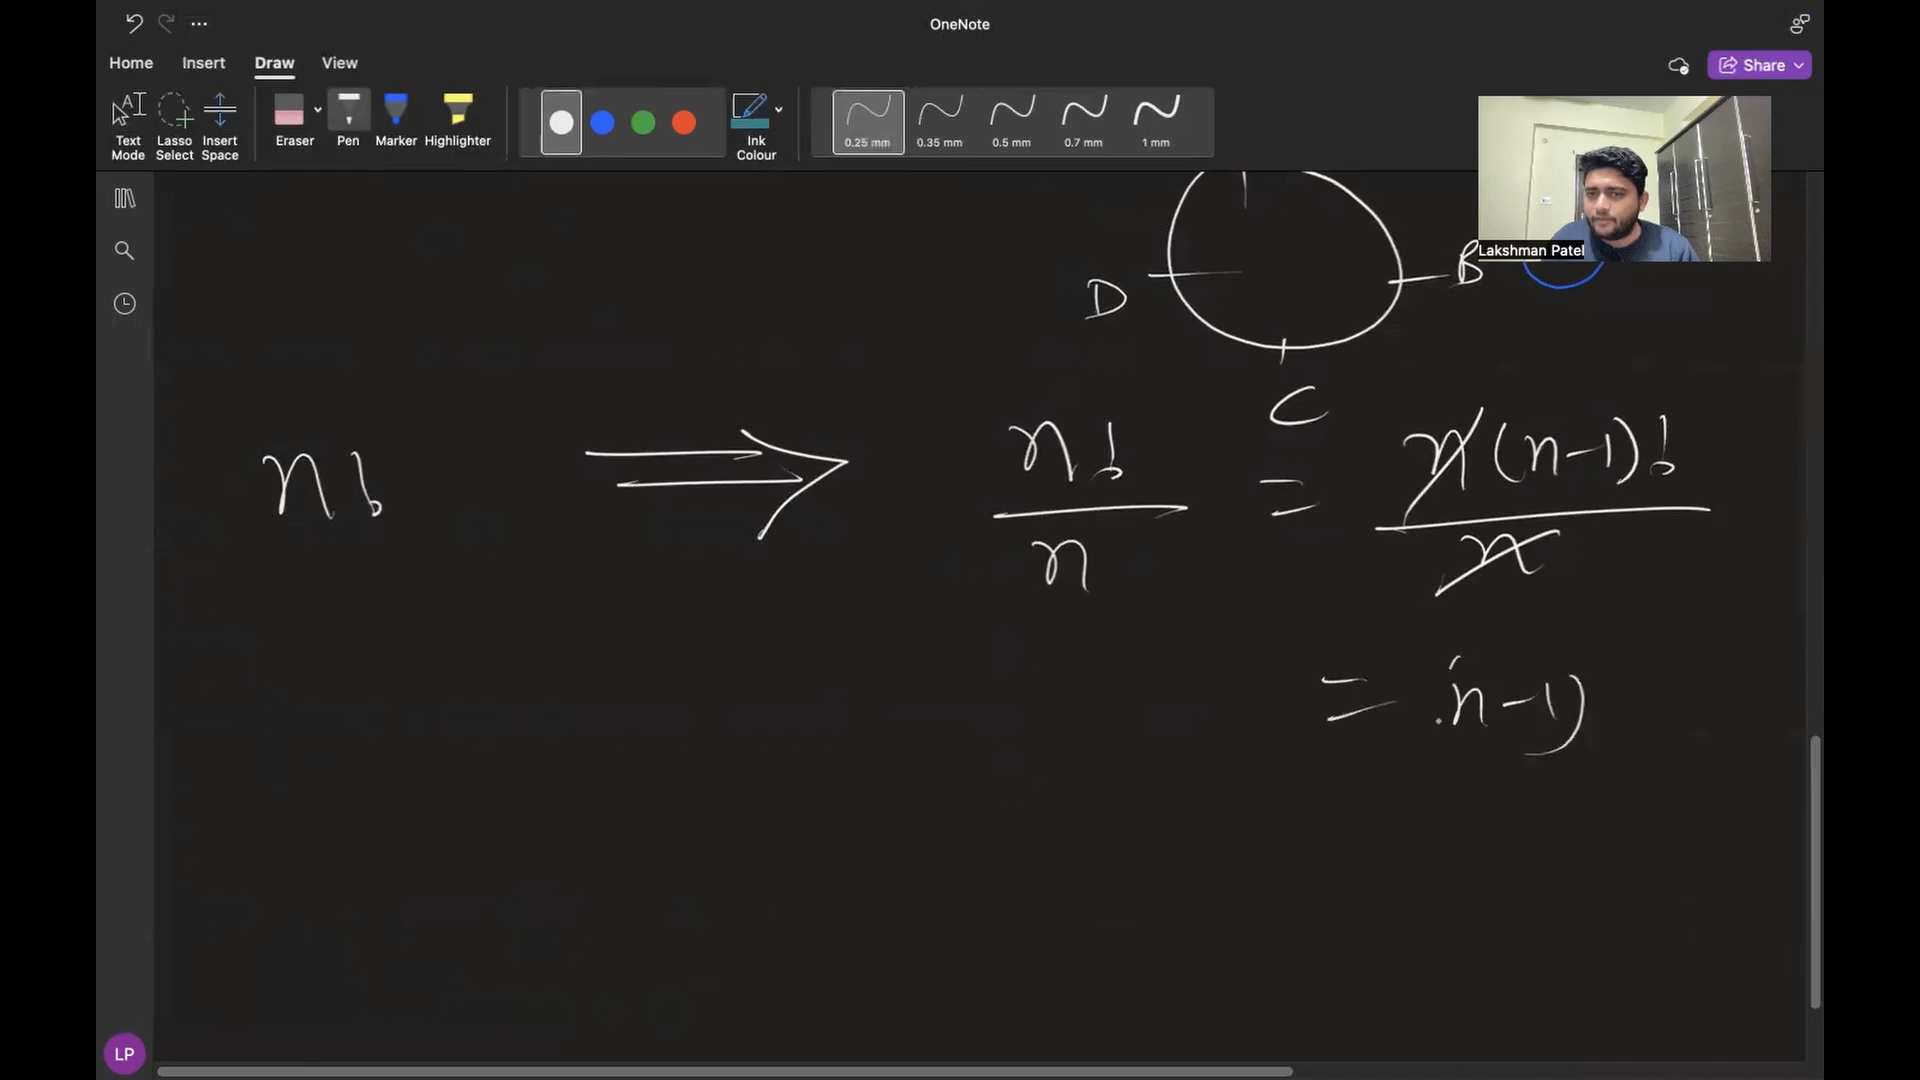 OneNote
Home Insert Draw View
Share
Text Mode
Lasso Select
Insert Space
Eraser
Pen
Marker
Highlighter
Ink Colour
0.25 mm
0.35 mm
0.5 mm
0.7 mm
1 mm
Lakshman Patel
D
B
C
n! ⟹ n!/n = n(n-1)!/n
= (n-1)
LP